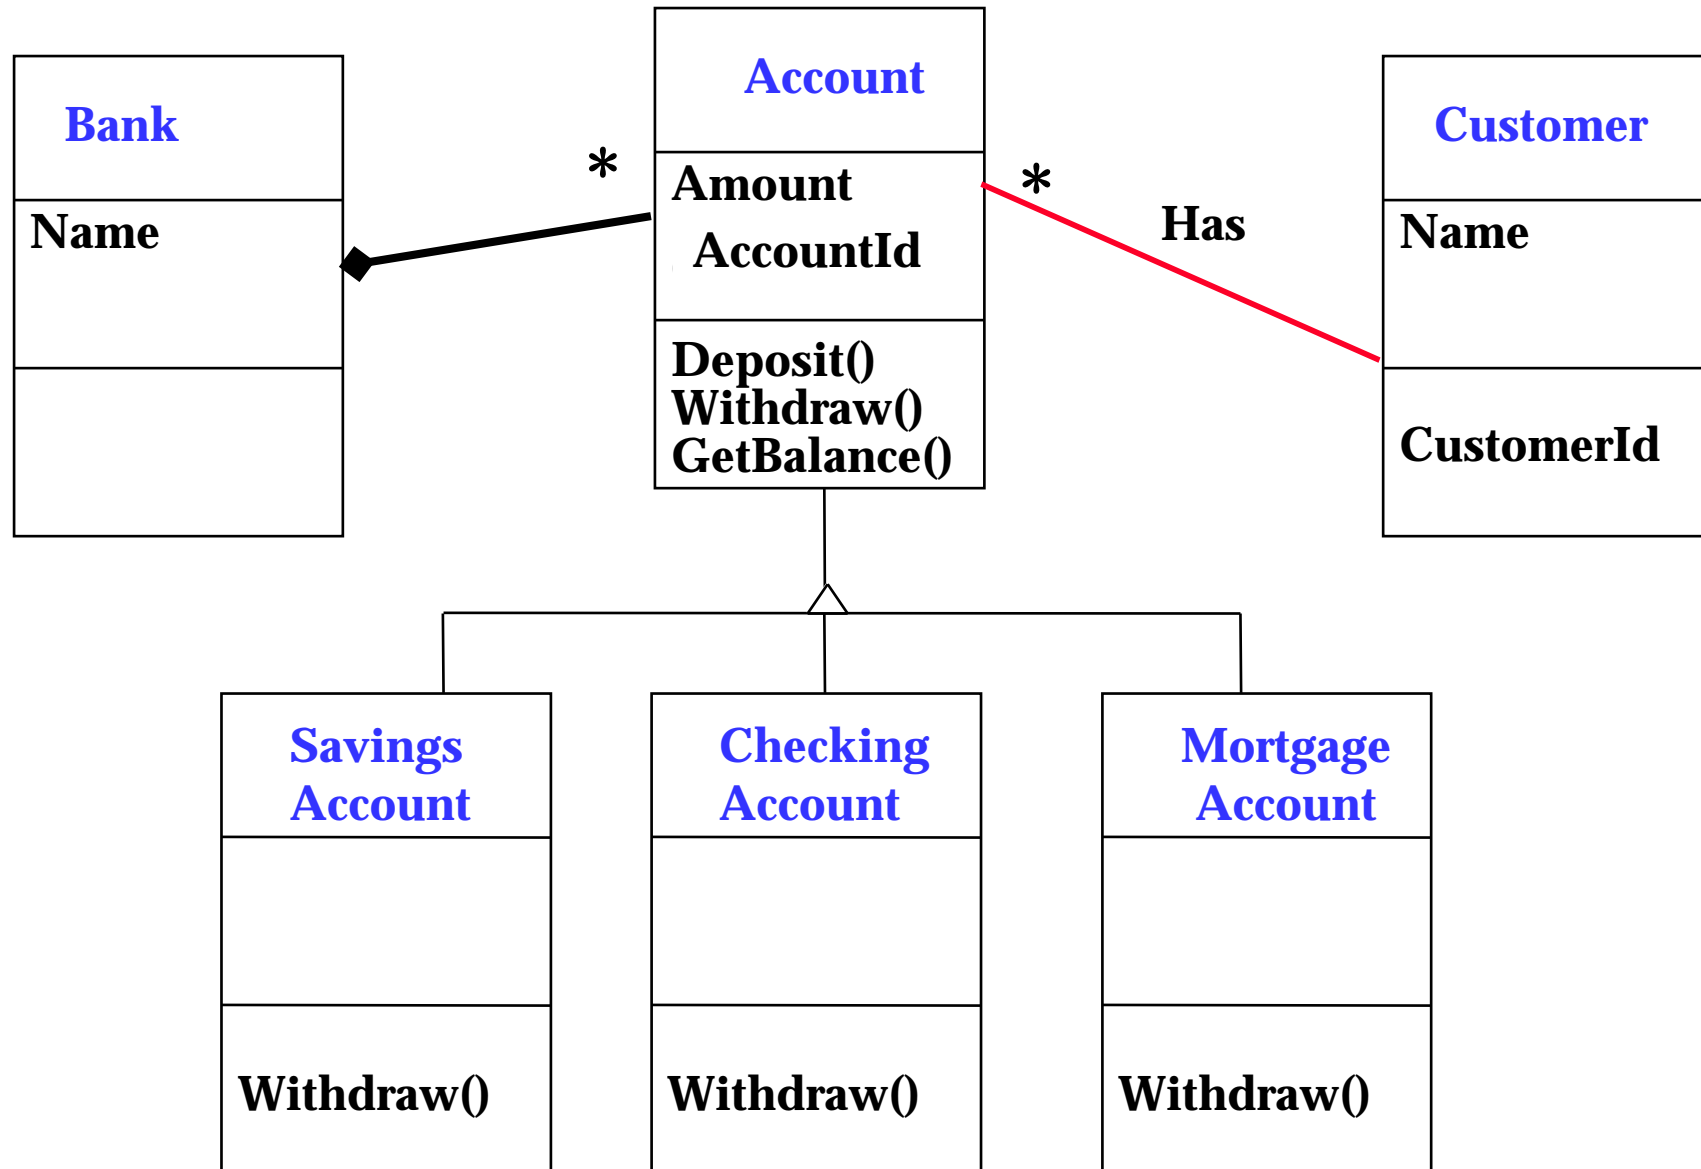 Bank
Name
Account
Amount
AccountId
Deposit()
Withdraw()
GetBalance()
*
*
Has
Customer
Name
CustomerId
Savings
Account
Withdraw()
Checking
Account
Withdraw()
Mortgage
Account
Withdraw()